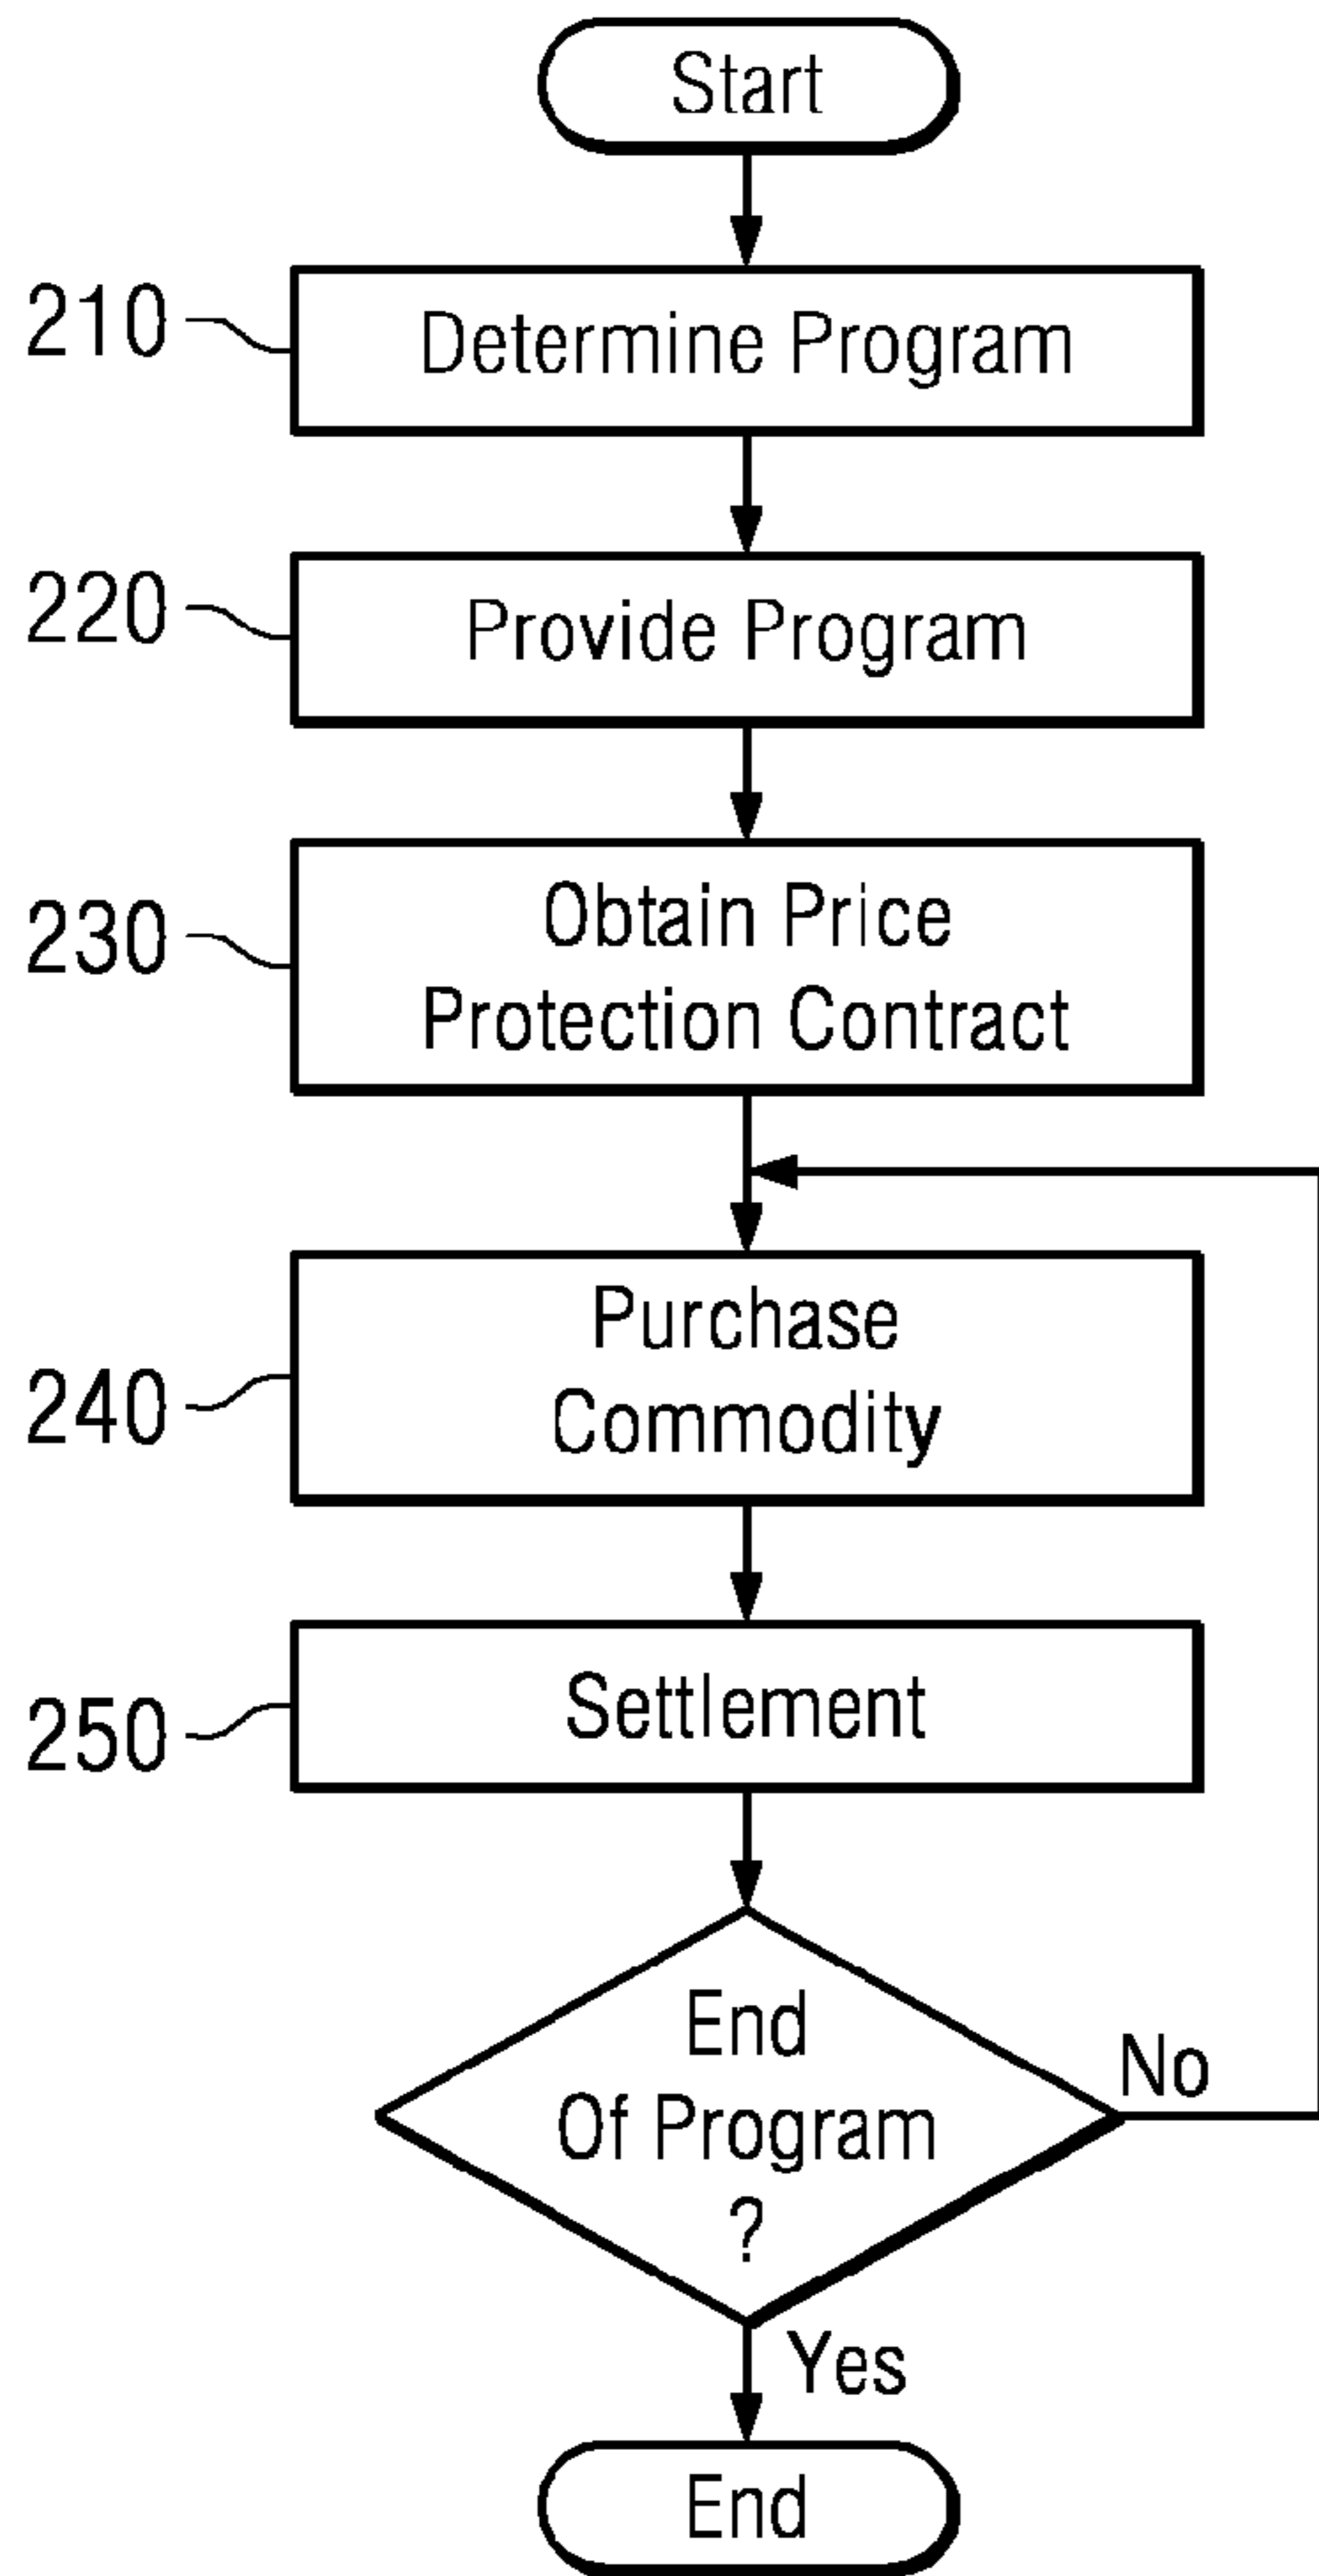 Start
210
Determine Program
220
Provide Program
230
Obtain Price
Protection Contract
240
Purchase
Commodity
250
Settlement
End
Of Program
?
No
Yes
End